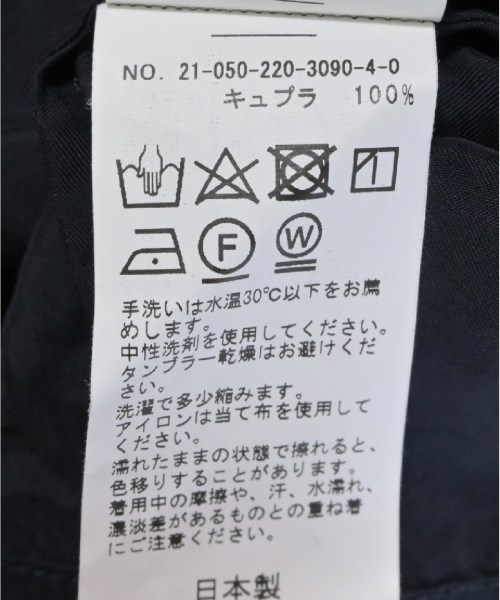 NO. 21-050-220-3090-4-0
キュプラ 100%
F W
手洗いは水温30℃以下をお薦
めします。
中性洗剤を使用してください。
タンブラー乾燥はお避けくだ
さい。
洗濯で多少縮みます。
アイロンは当て布を使用して
ください。
濡れたままの状態で擦れると、
色移りすることがあります。
着用中の摩擦や、汗、水濡れ、
濃淡差があるものとの重ね着
にご注意ください。
日本製